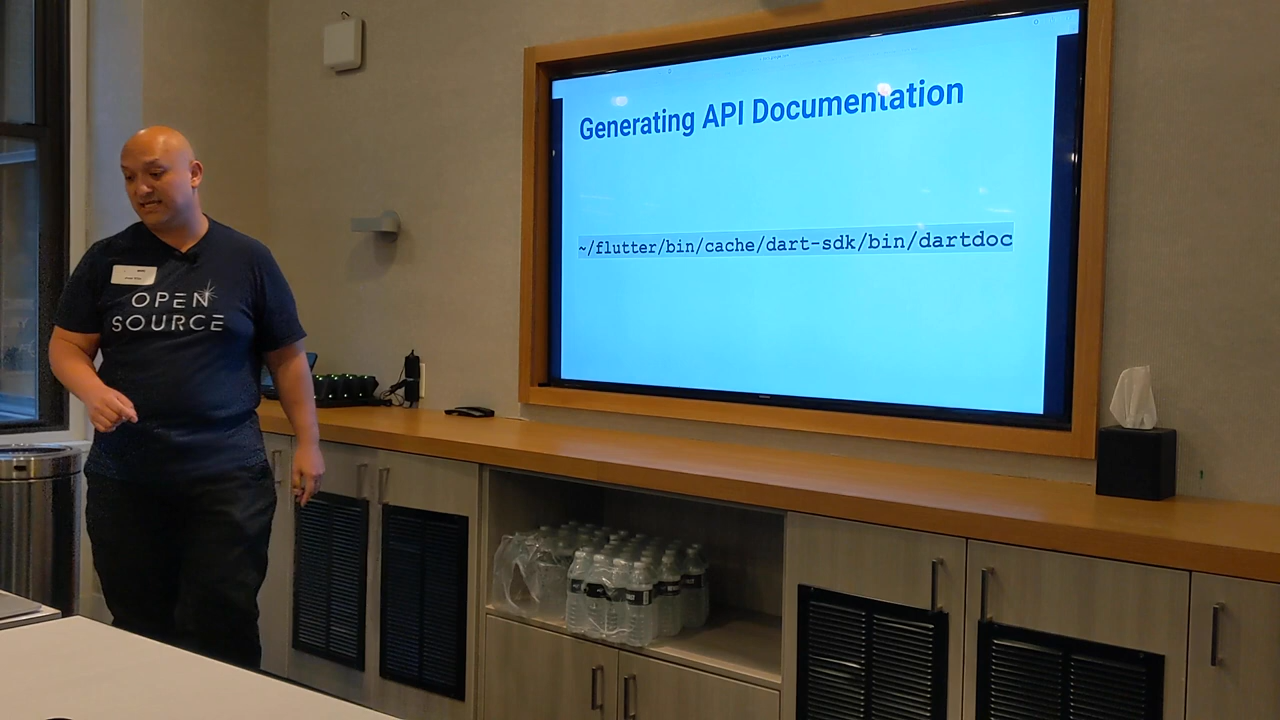 Generating API Documentation
~/flutter/bin/cache/dart-sdk/bin/dartdoc
OPEN
SOURCE